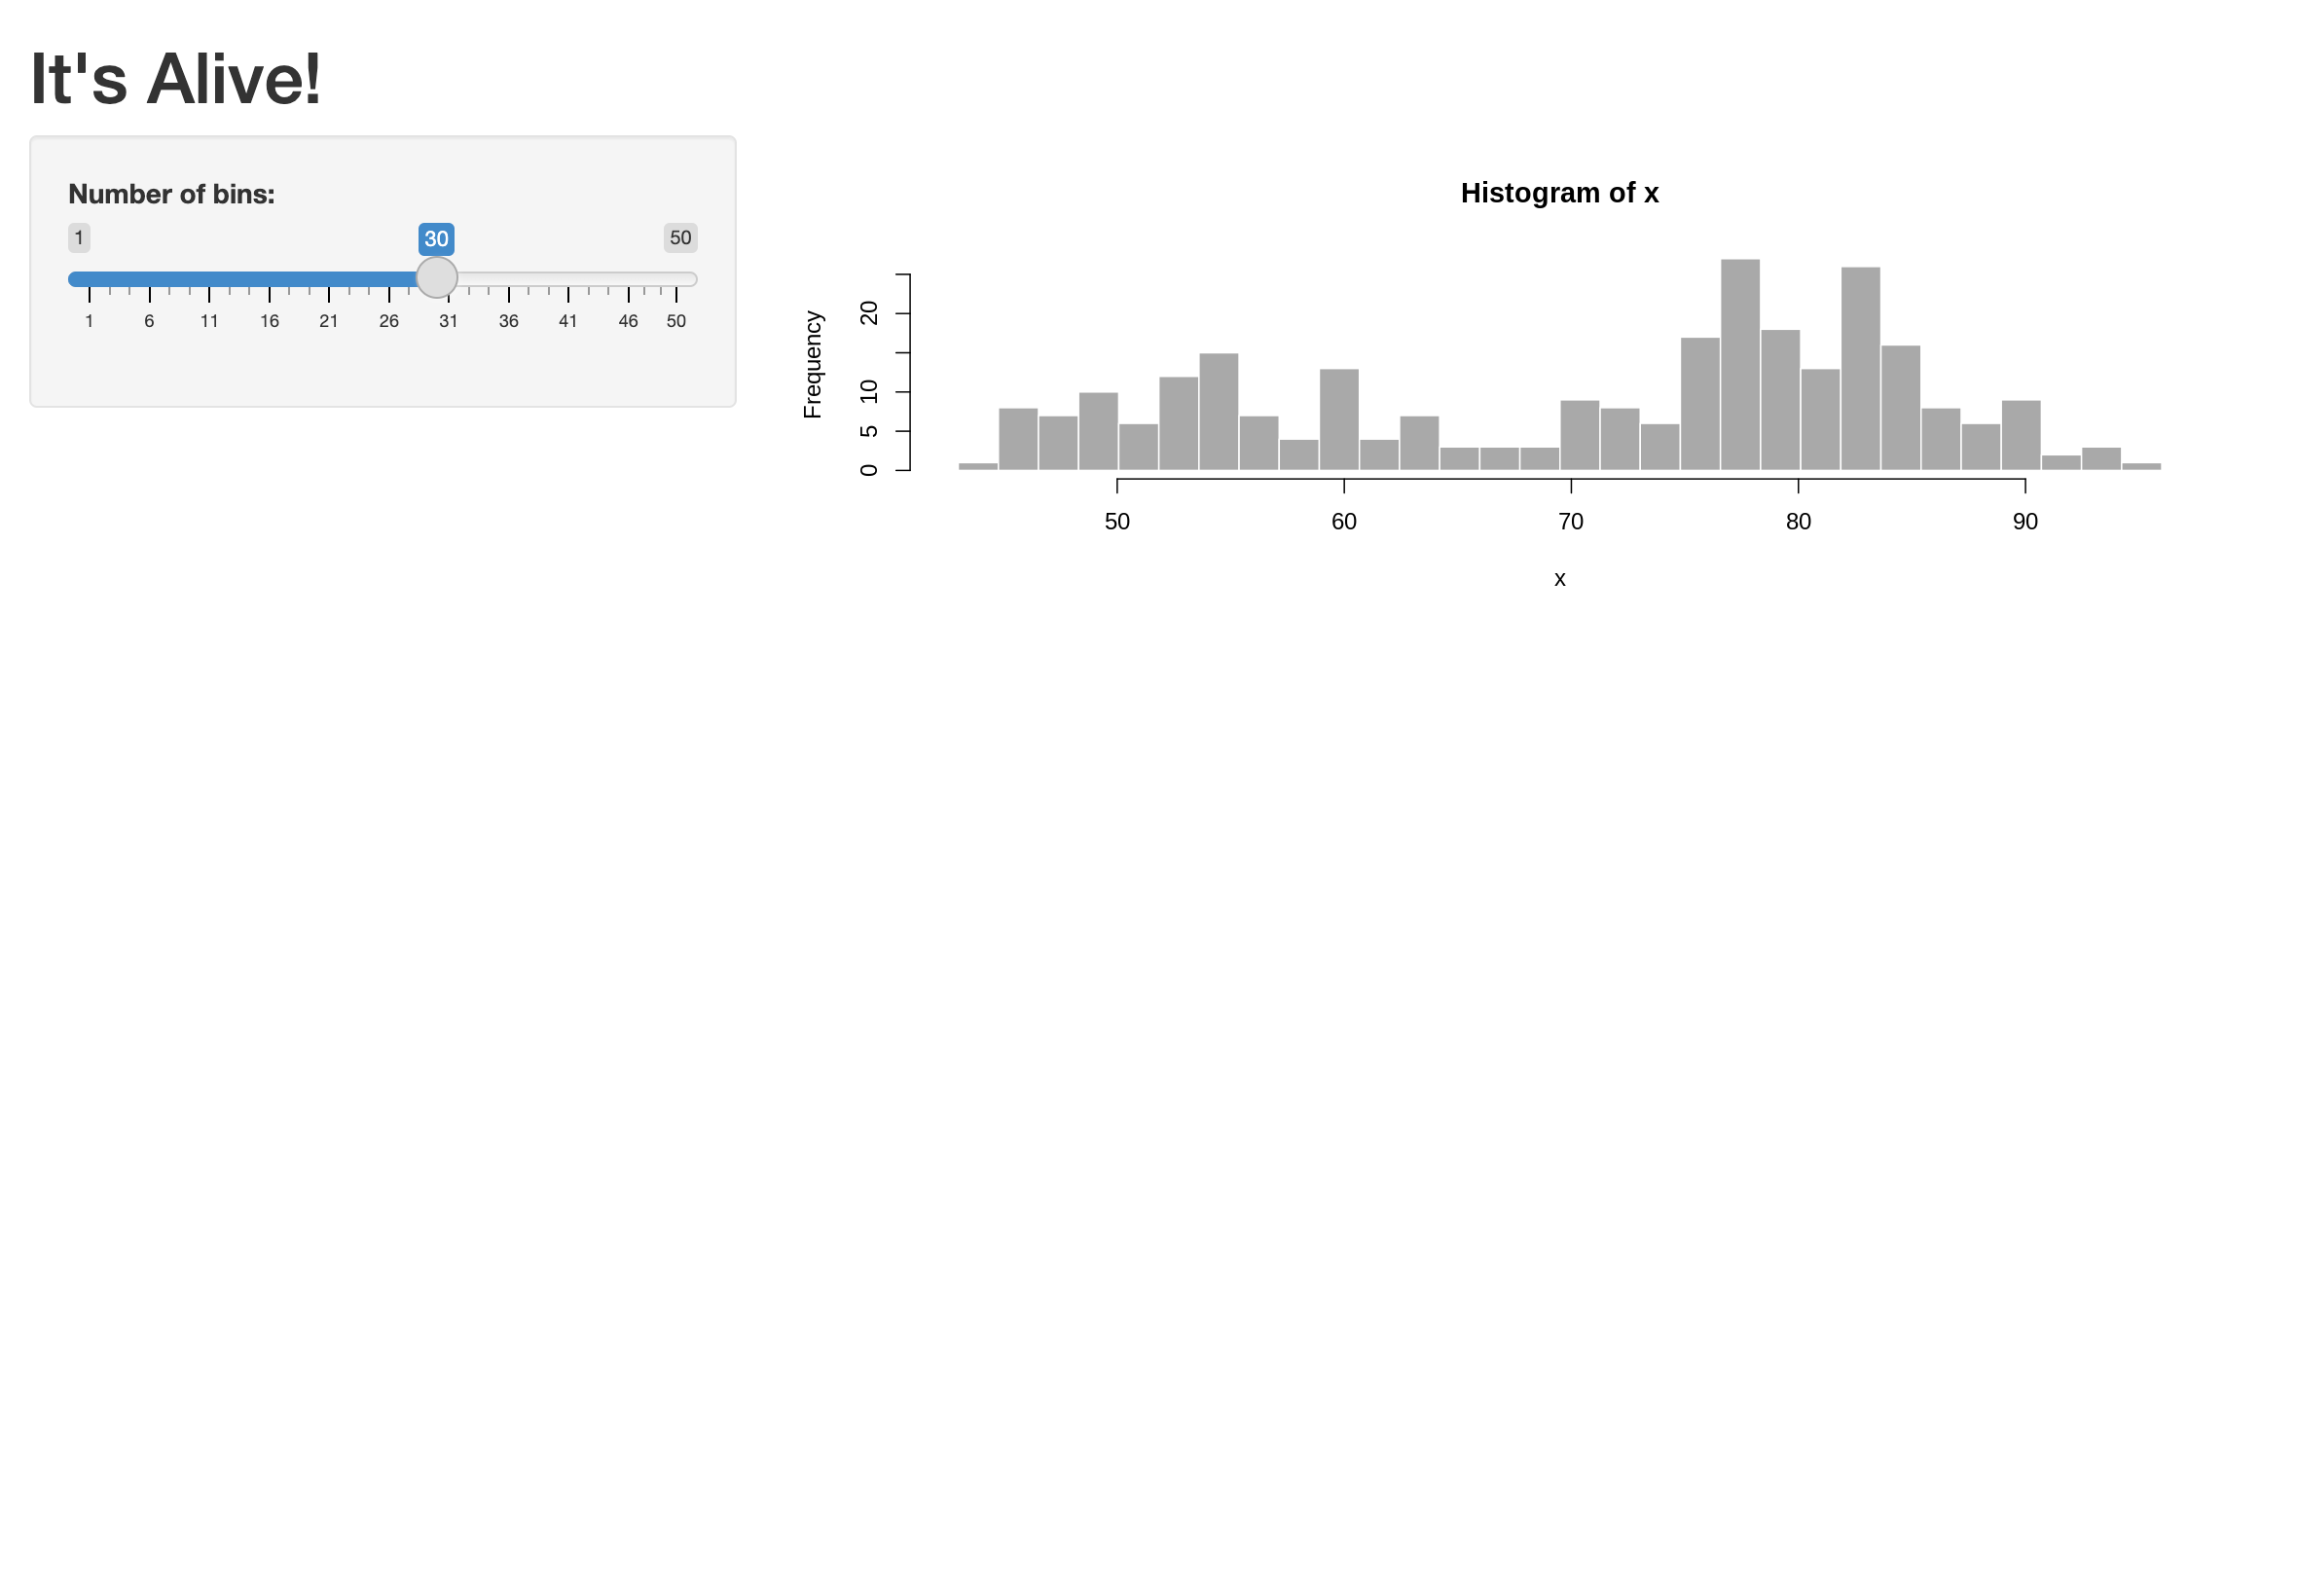 It's Alive!
Number of bins:
1 30 50
1 6 11 16 21 26 31 36 41 46 50
Histogram of x
Frequency
20
10
5
0
50 60 70 80 90
x